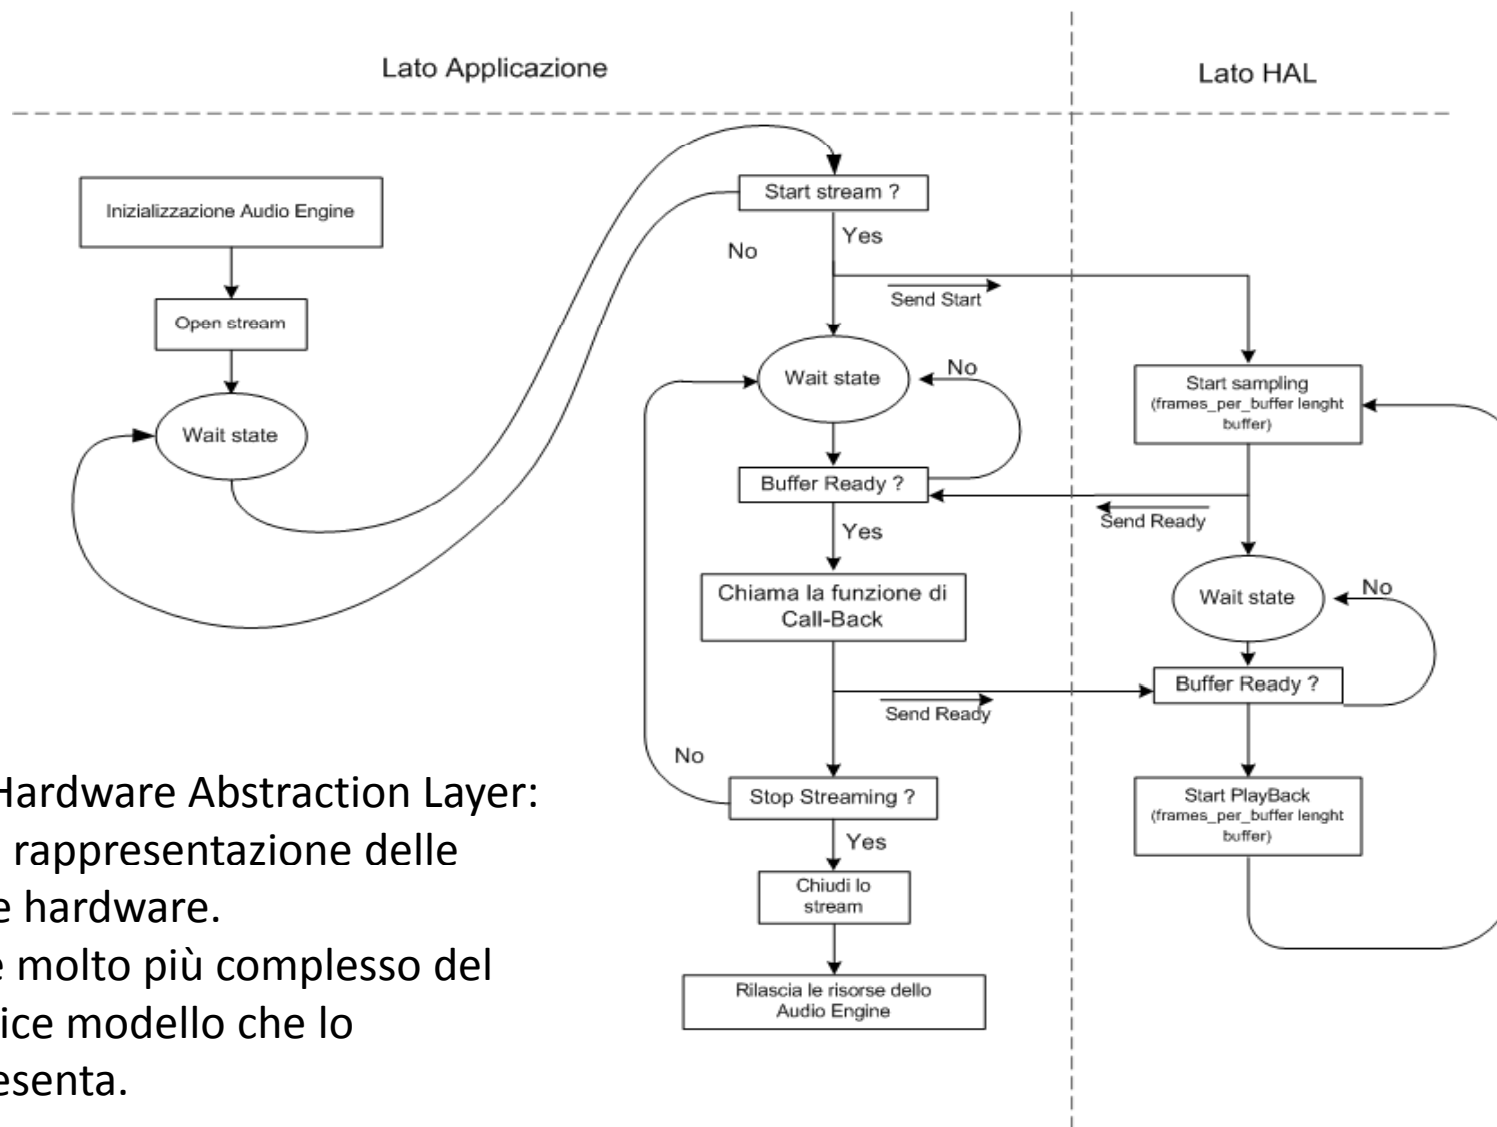 Lato Applicazione
Lato HAL
Inizializzazione Audio Engine
Open stream
Wait state
Start stream ?
No
Yes
Send Start
Wait state
No
Buffer Ready ?
Yes
Chiama la funzione di
Call-Back
Send Ready
No
Stop Streaming ?
Yes
Chiudi lo
stream
Rilascia le risorse dello
Audio Engine
Start sampling
(frames_per_buffer lenght
buffer)
Send Ready
Wait state
No
Buffer Ready ?
Start PlayBack
(frames_per_buffer lenght
buffer)
Hardware Abstraction Layer:
rappresentazione delle
e hardware.
è molto più complesso del
ice modello che lo
esenta.